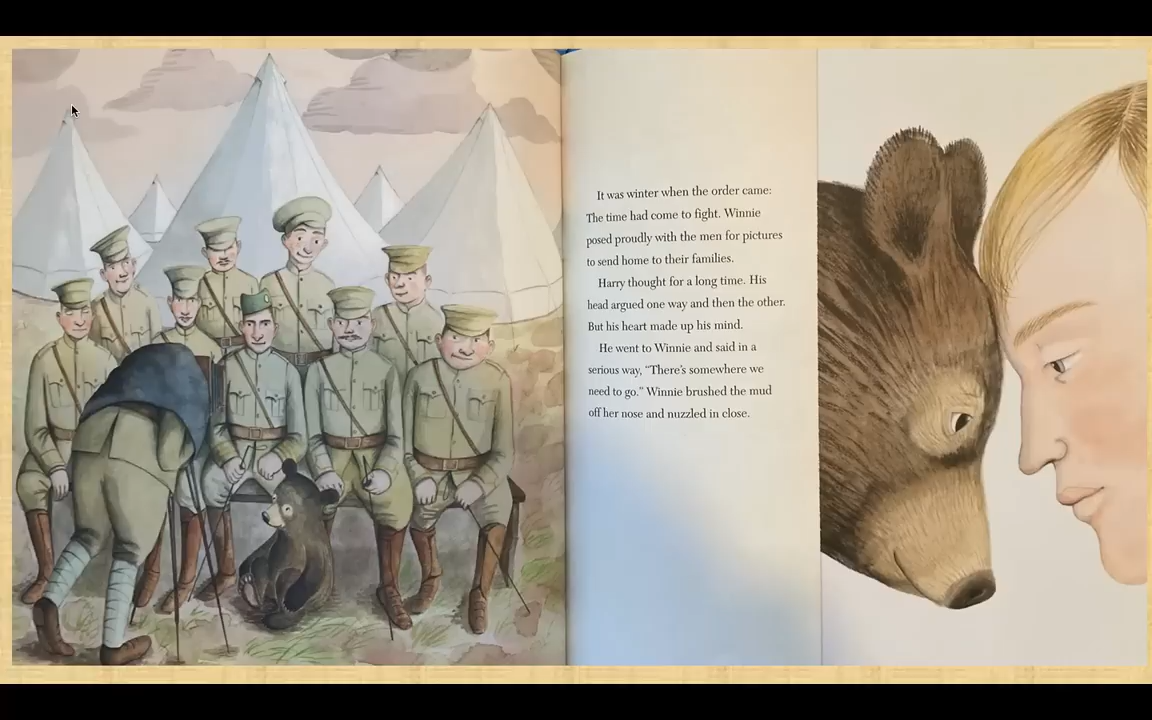 It was winter when the order came:
The time had come to fight. Winnie
posed proudly with the men for pictures
to send home to their families.
Harry thought for a long time. His
head argued one way and then the other.
But his heart made up his mind.
He went to Winnie and said in a
serious way, “There’s somewhere we
need to go.” Winnie brushed the mud
off her nose and nuzzled in close.